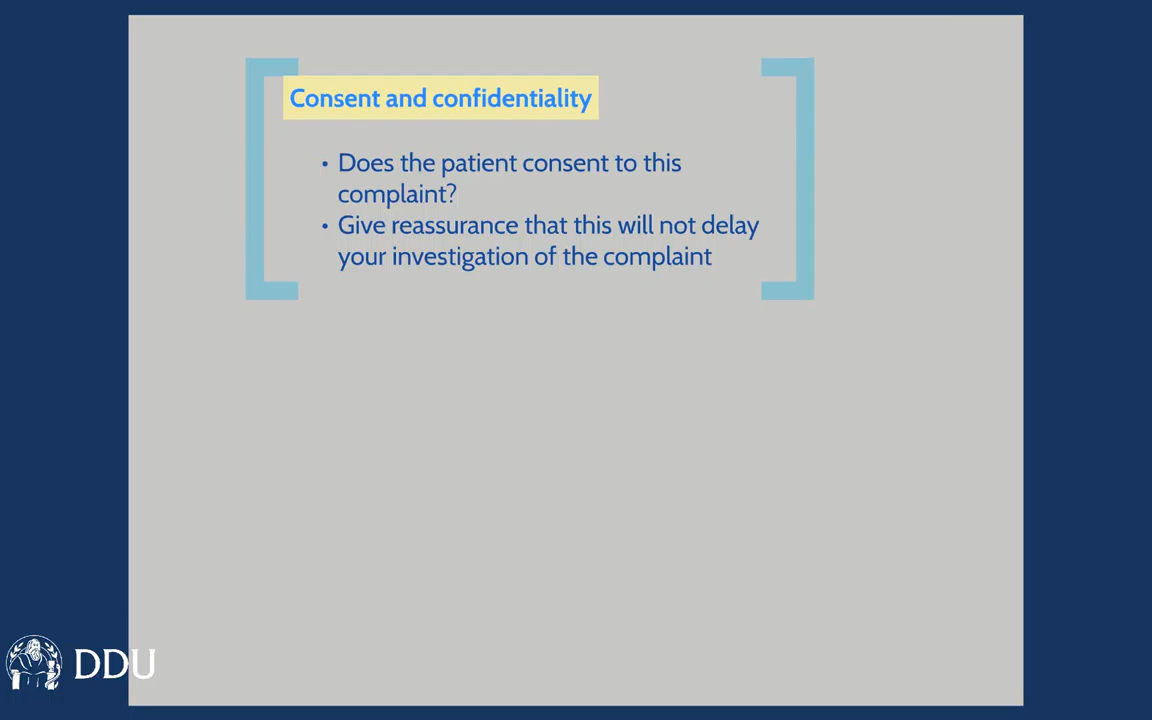 Consent and confidentiality
• Does the patient consent to this
complaint?
• Give reassurance that this will not delay
your investigation of the complaint
DDU